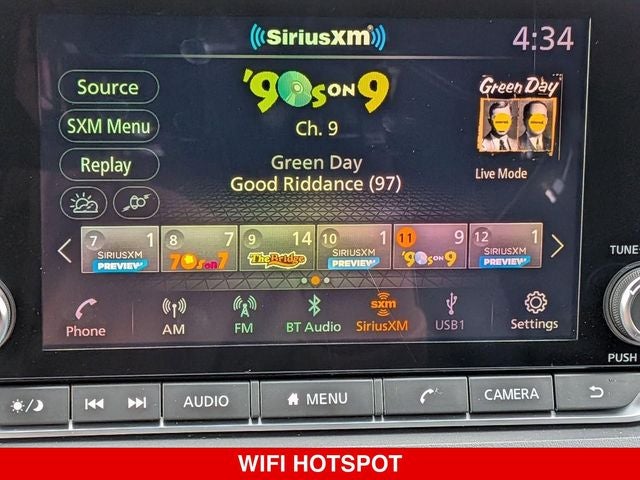 SiriusXM
4:34
Source
'90s ON 9
Green Day
SXM Menu
Ch. 9
Replay
Green Day
Live Mode
Good Riddance (97)
7 1 SIRIUSXM PREVIEW
8 7 70s on 7
9 14 The Bridge
10 1 SIRIUSXM PREVIEW
11 9 '90s ON 9
12 1 SIRIUSXM PREVIEW
TUNE
Phone
AM
FM
BT Audio
sxm
SiriusXM
USB1
Settings
PUSH
AUDIO
MENU
CAMERA
WIFI HOTSPOT